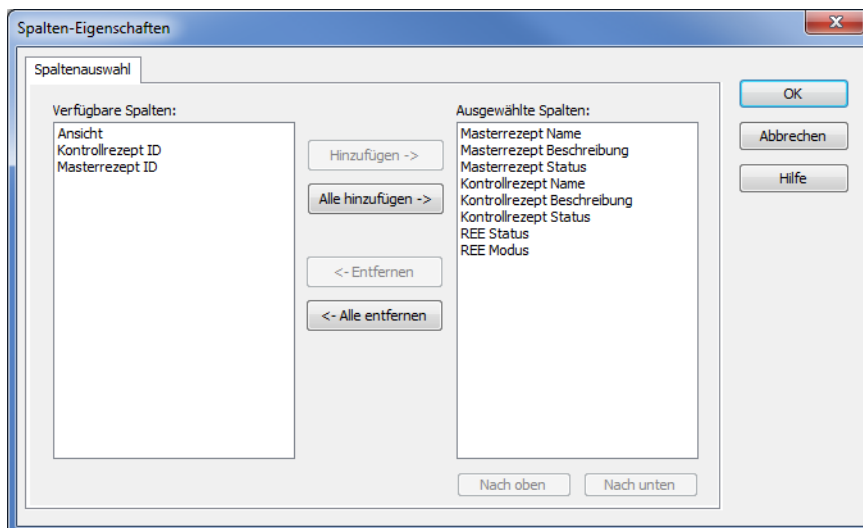 Spalten-Eigenschaften
Spaltenauswahl
Verfügbare Spalten:
Ansicht
Kontrollrezept ID
Masterrezept ID
Hinzufügen ->
Alle hinzufügen ->
<- Entfernen
<- Alle entfernen
Ausgewählte Spalten:
Masterrezept Name
Masterrezept Beschreibung
Masterrezept Status
Kontrollrezept Name
Kontrollrezept Beschreibung
Kontrollrezept Status
REE Status
REE Modus
Nach oben
Nach unten
OK
Abbrechen
Hilfe